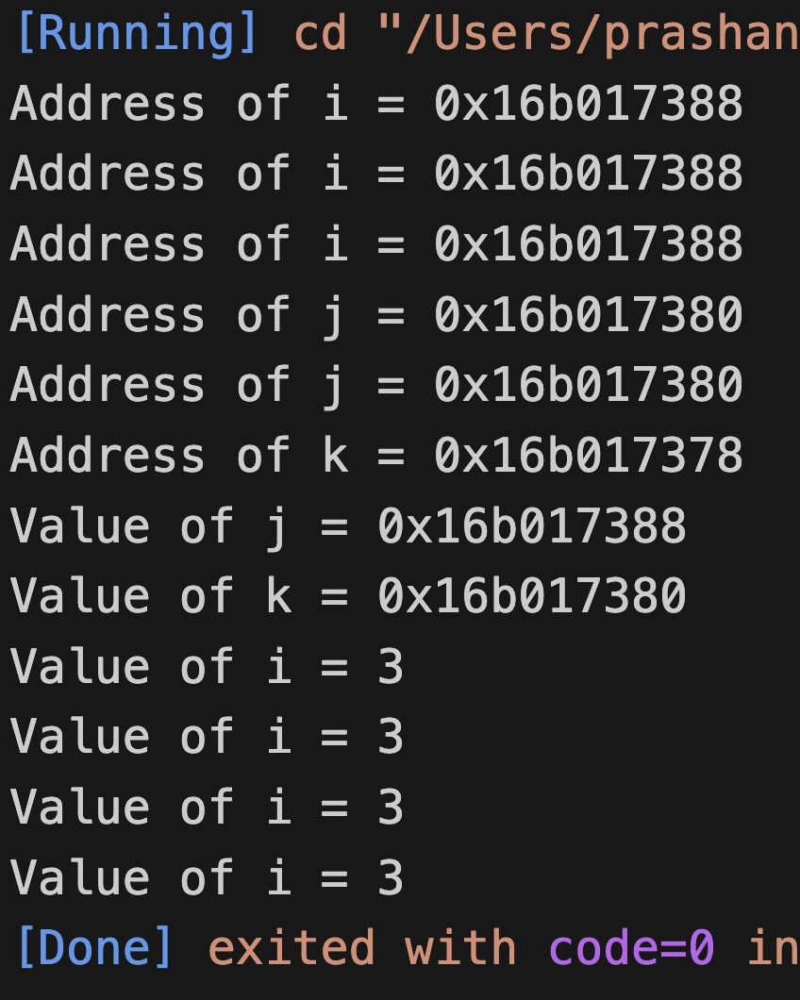 [Running] cd "/Users/prashan
Address of i = 0x16b017388
Address of i = 0x16b017388
Address of i = 0x16b017388
Address of j = 0x16b017380
Address of j = 0x16b017380
Address of k = 0x16b017378
Value of j = 0x16b017388
Value of k = 0x16b017380
Value of i = 3
Value of i = 3
Value of i = 3
Value of i = 3
[Done] exited with code=0 in